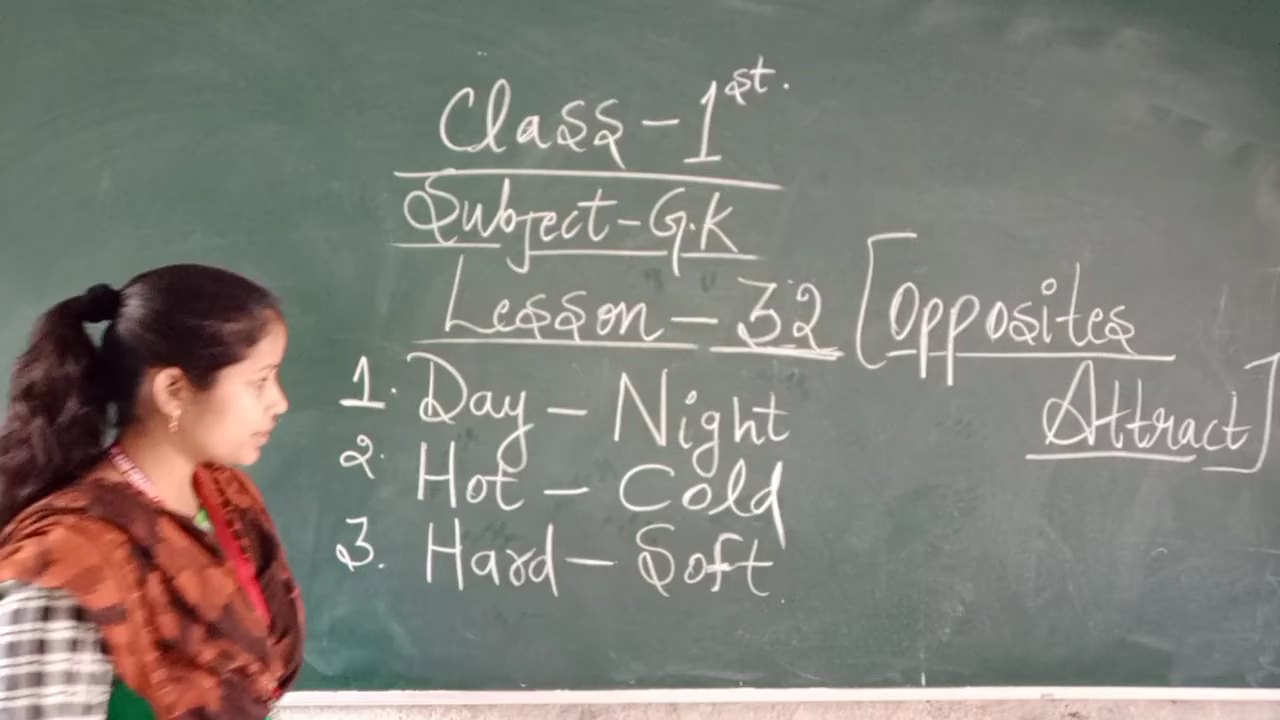 Class - 1st.
Subject - G.K
Lesson - 32 [Opposites
Attract]
1. Day - Night
2. Hot - Cold
3. Hard - Soft